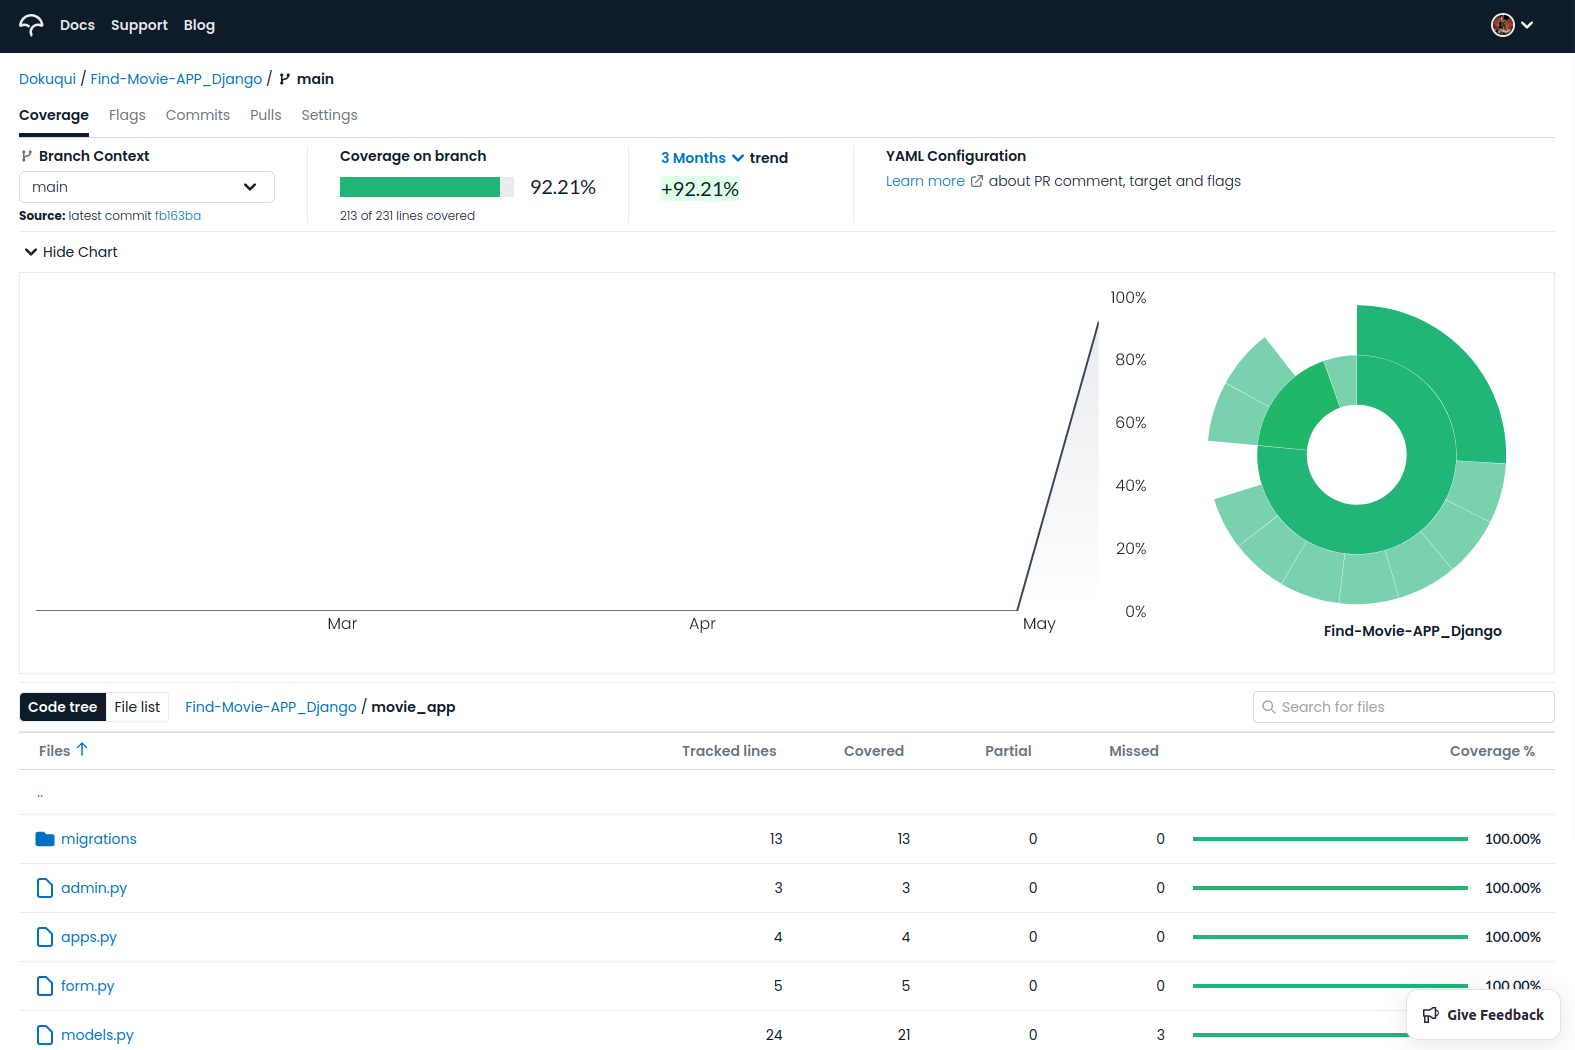 Docs Support Blog
Dokuqui / Find-Movie-APP_Django / main
Coverage Flags Commits Pulls Settings
Branch Context
main
Source: latest commit fb163ba
Coverage on branch
92.21%
213 of 231 lines covered
3 Months trend
+92.21%
YAML Configuration
Learn more about PR comment, target and flags
Hide Chart
100%
80%
60%
40%
20%
0%
Mar Apr May
Find-Movie-APP_Django
Code tree File list Find-Movie-APP_Django / movie_app Search for files
Files Tracked lines Covered Partial Missed Coverage %
..
migrations 13 13 0 0 100.00%
admin.py 3 3 0 0 100.00%
apps.py 4 4 0 0 100.00%
form.py 5 5 0 0 100.00%
models.py 24 21 0 3
Give Feedback